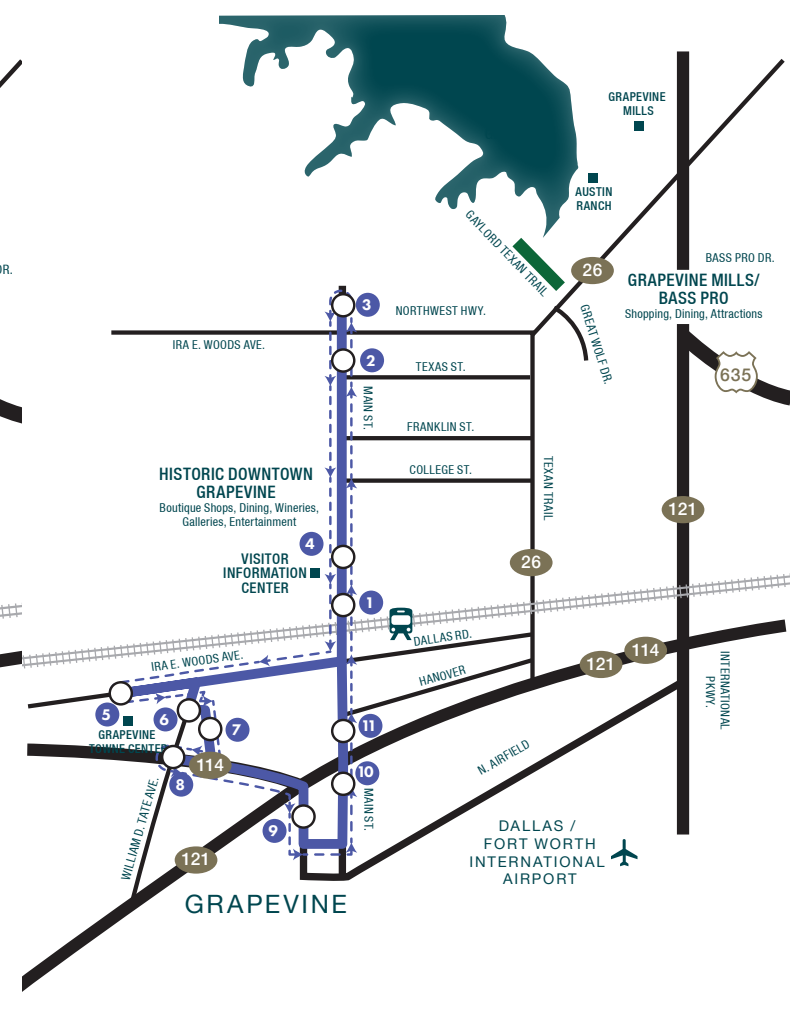 GRAPEVINE
MILLS
AUSTIN
RANCH
GAYLORD TEXAN TRAIL
26
BASS PRO DR.
DR.
GRAPEVINE MILLS/
BASS PRO
Shopping, Dining, Attractions
3
NORTHWEST HWY.
GREAT WOLF DR.
IRA E. WOODS AVE.
2
TEXAS ST.
635
MAIN ST.
FRANKLIN ST.
COLLEGE ST.
TEXAN TRAIL
HISTORIC DOWNTOWN
GRAPEVINE
Boutique Shops, Dining, Wineries,
Galleries, Entertainment
121
4
VISITOR
INFORMATION
CENTER
26
1
DALLAS RD.
IRA E. WOODS AVE.
HANOVER
114
121
INTERNATIONAL
PKWY.
5
6
7
11
GRAPEVINE
TOWNE CENTER
114
8
10
N. AIRFIELD
WILLIAM D. TATE AVE.
MAIN ST.
9
121
DALLAS /
FORT WORTH
INTERNATIONAL
AIRPORT
GRAPEVINE